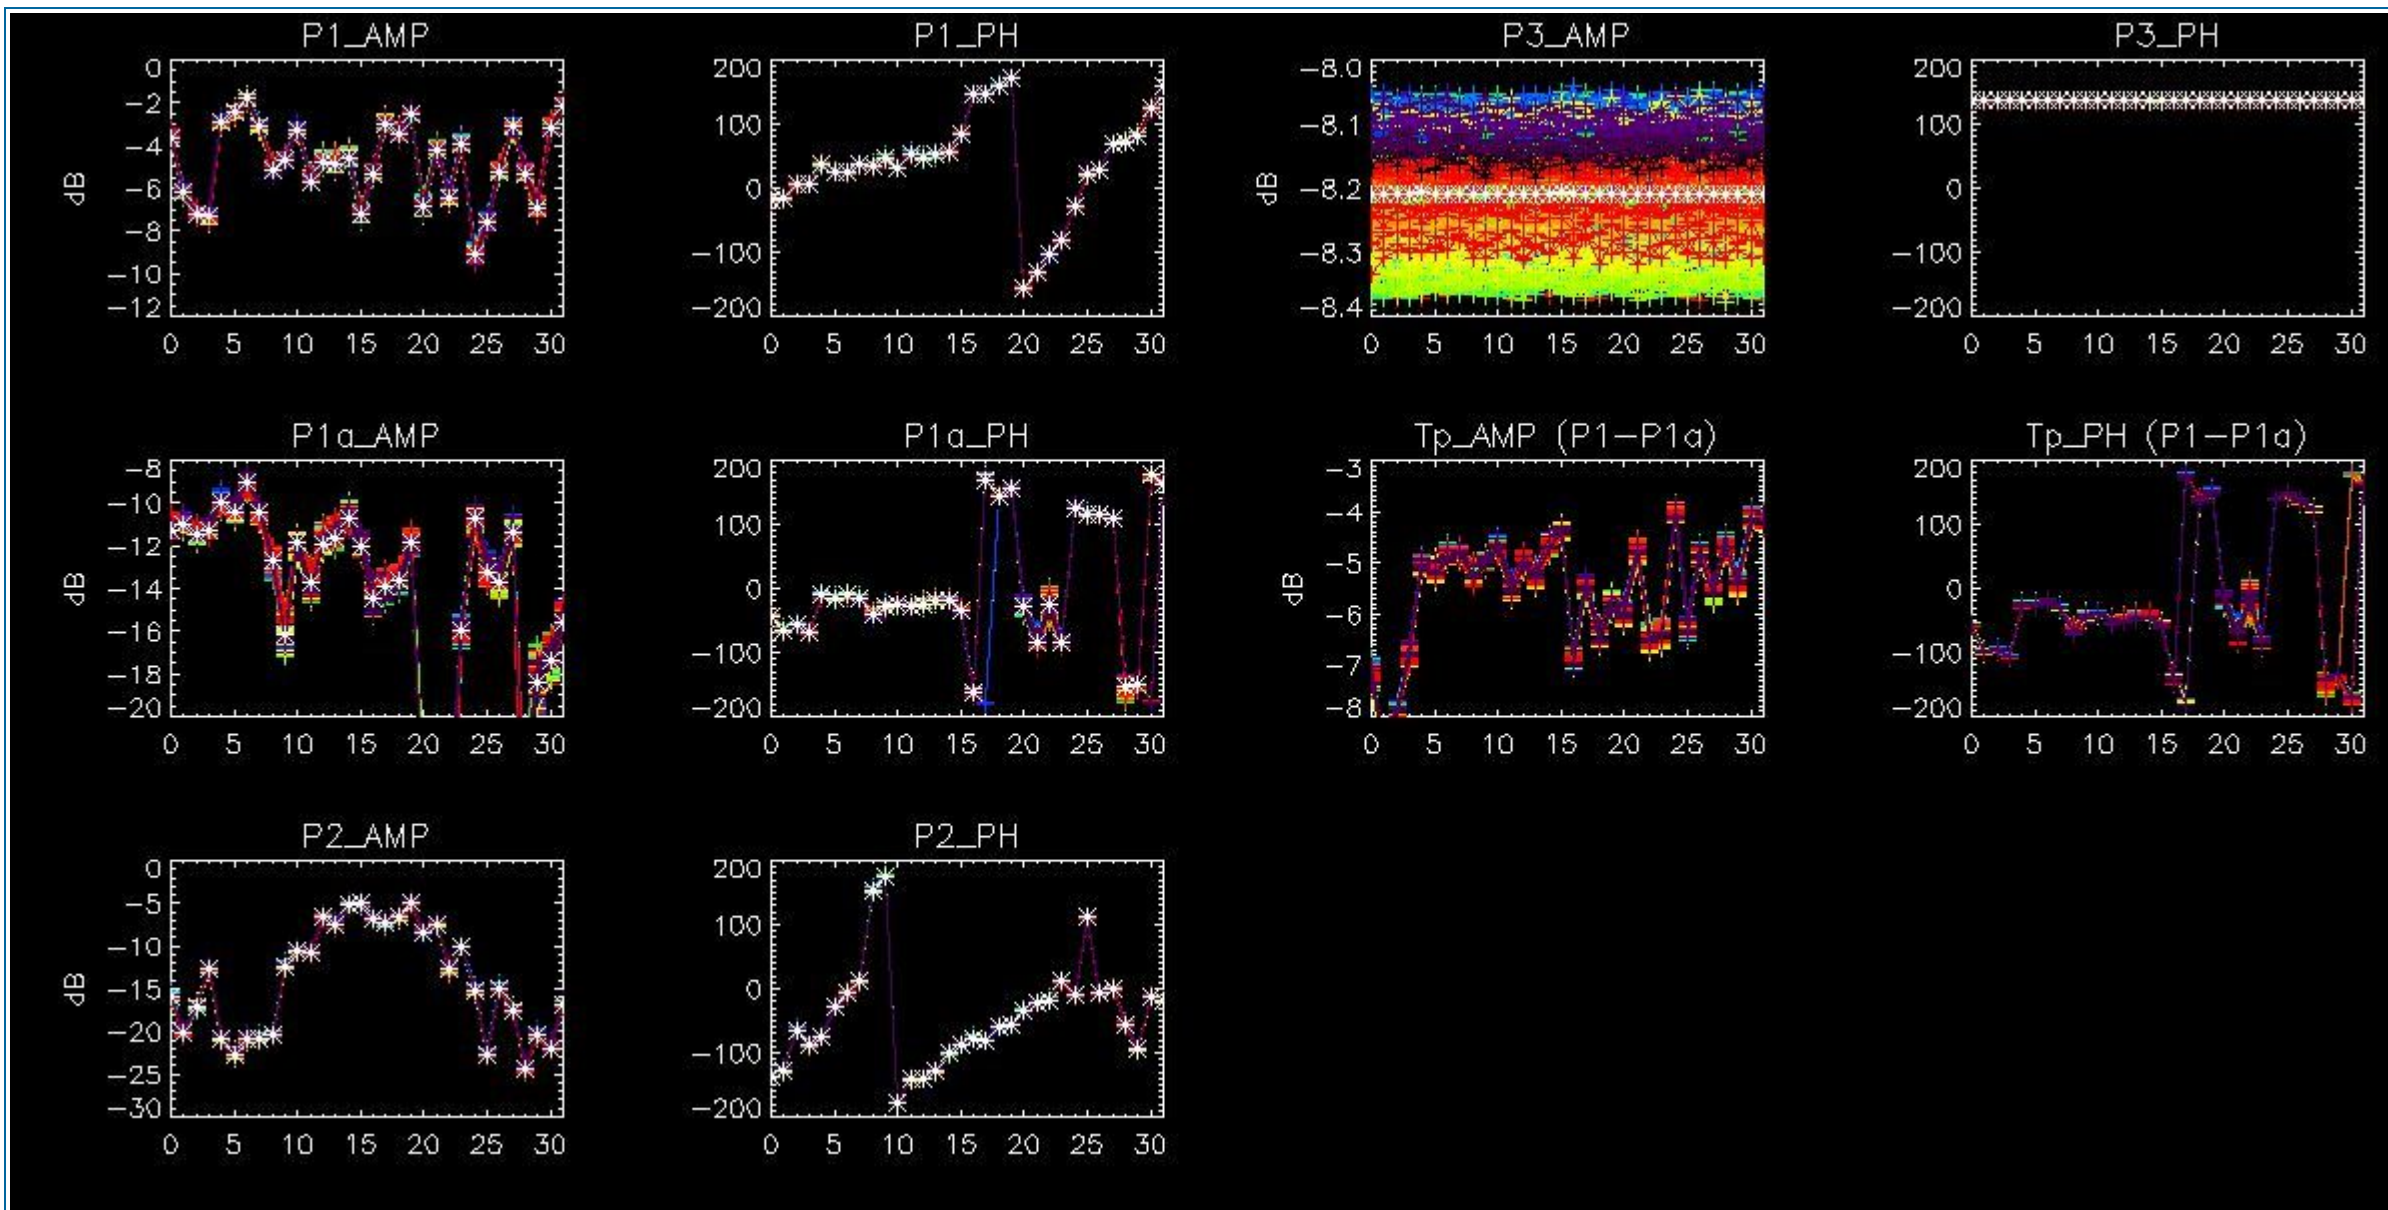 P1_AMP
0
−2
−4
−6
−8
−10
−12
dB
0 5 10 15 20 25 30
P1_PH
200
100
0
−100
−200
0 5 10 15 20 25 30
P3_AMP
−8.0
−8.1
−8.2
−8.3
−8.4
dB
0 5 10 15 20 25 30
P3_PH
200
100
0
−100
−200
0 5 10 15 20 25 30
P1a_AMP
−8
−10
−12
−14
−16
−18
−20
dB
0 5 10 15 20 25 30
P1a_PH
200
100
0
−100
−200
0 5 10 15 20 25 30
Tp_AMP (P1−P1a)
−3
−4
−5
−6
−7
−8
dB
0 5 10 15 20 25 30
Tp_PH (P1−P1a)
200
100
0
−100
−200
0 5 10 15 20 25 30
P2_AMP
0
−5
−10
−15
−20
−25
−30
dB
0 5 10 15 20 25 30
P2_PH
200
100
0
−100
−200
0 5 10 15 20 25 30